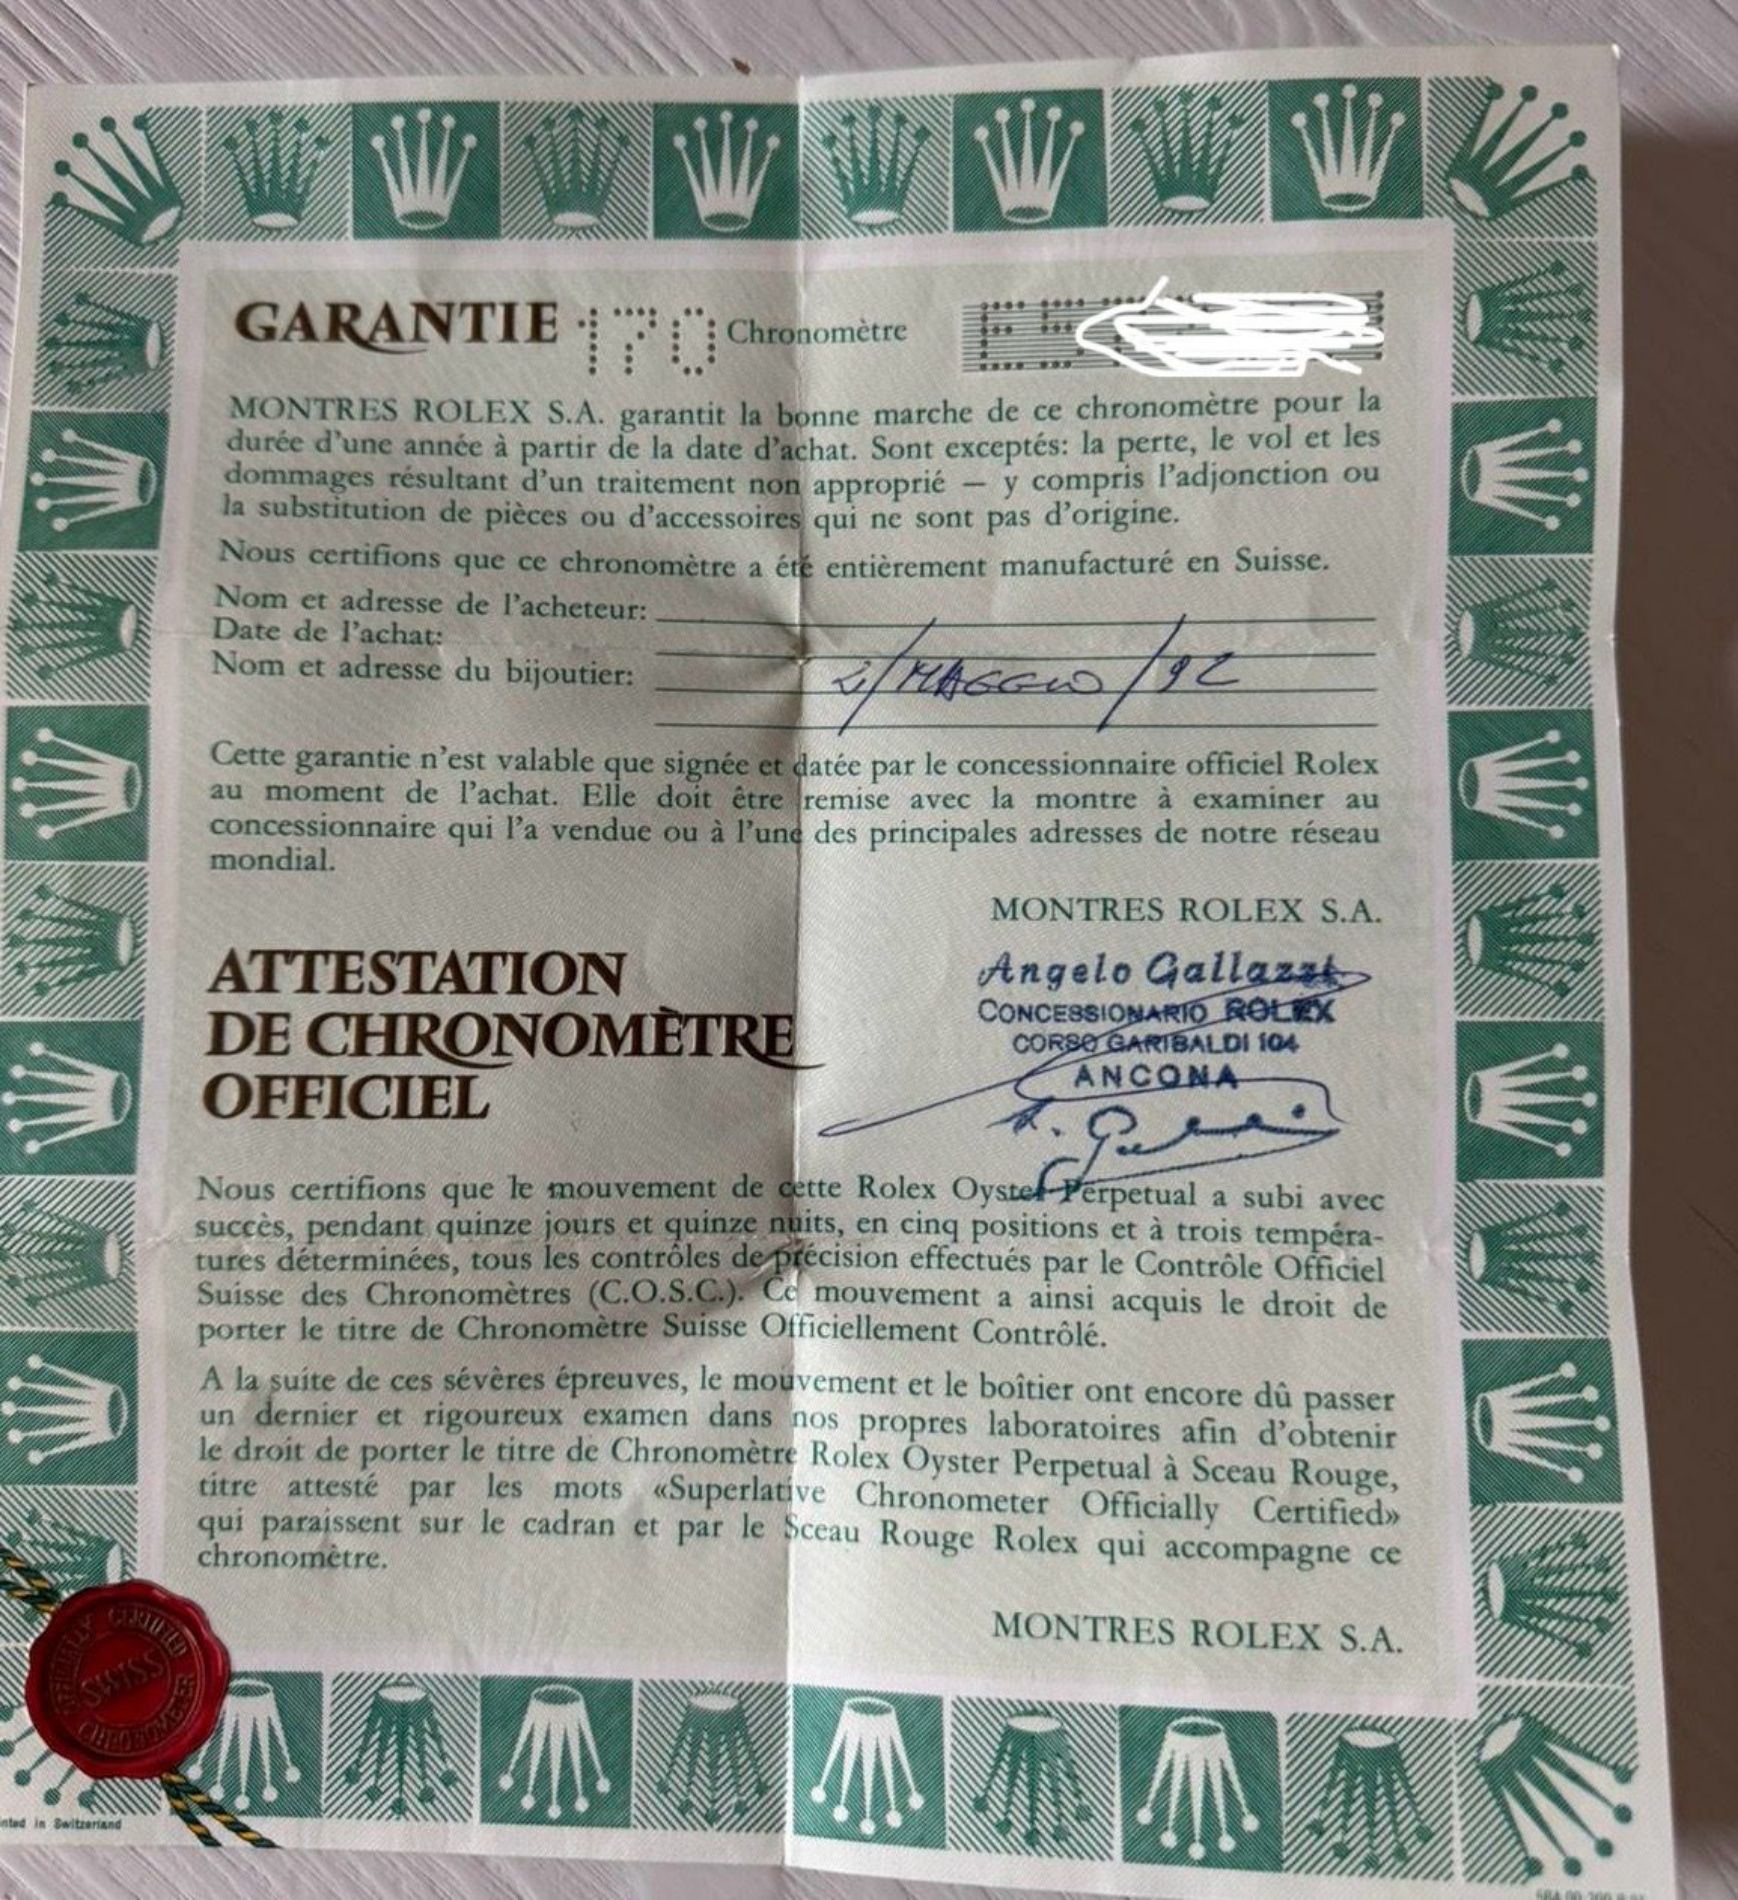 GARANTIE 170 Chronomètre E5
MONTRES ROLEX S.A. garantit la bonne marche de ce chronomètre pour la
durée d'une année à partir de la date d'achat. Sont exceptés: la perte, le vol et les
dommages résultant d'un traitement non approprié — y compris l'adjonction ou
la substitution de pièces ou d'accessoires qui ne sont pas d'origine.
Nous certifions que ce chronomètre a été entièrement manufacturé en Suisse.
Nom et adresse de l'acheteur:
Date de l'achat:
Nom et adresse du bijoutier:
2/MAGGIO/92
Cette garantie n'est valable que signée et datée par le concessionnaire officiel Rolex
au moment de l'achat. Elle doit être remise avec la montre à examiner au
concessionnaire qui l'a vendue ou à l'une des principales adresses de notre réseau
mondial.
MONTRES ROLEX S.A.
Angelo Gallazzi
CONCESSIONARIO ROLEX
CORSO GARIBALDI 104
ANCONA
ATTESTATION
DE CHRONOMÈTRE
OFFICIEL
Nous certifions que le mouvement de cette Rolex Oyster Perpetual a subi avec
succès, pendant quinze jours et quinze nuits, en cinq positions et à trois tempéra-
tures déterminées, tous les contrôles de précision effectués par le Contrôle Officiel
Suisse des Chronomètres (C.O.S.C.). Ce mouvement a ainsi acquis le droit de
porter le titre de Chronomètre Suisse Officiellement Contrôlé.
A la suite de ces sévères épreuves, le mouvement et le boîtier ont encore dû passer
un dernier et rigoureux examen dans nos propres laboratoires afin d'obtenir
le droit de porter le titre de Chronomètre Rolex Oyster Perpetual à Sceau Rouge,
titre attesté par les mots «Superlative Chronometer Officially Certified»
qui paraissent sur le cadran et par le Sceau Rouge Rolex qui accompagne ce
chronomètre.
MONTRES ROLEX S.A.
OFFICIALLY CERTIFIED
SWISS
CHRONOMETER
in Switzerland